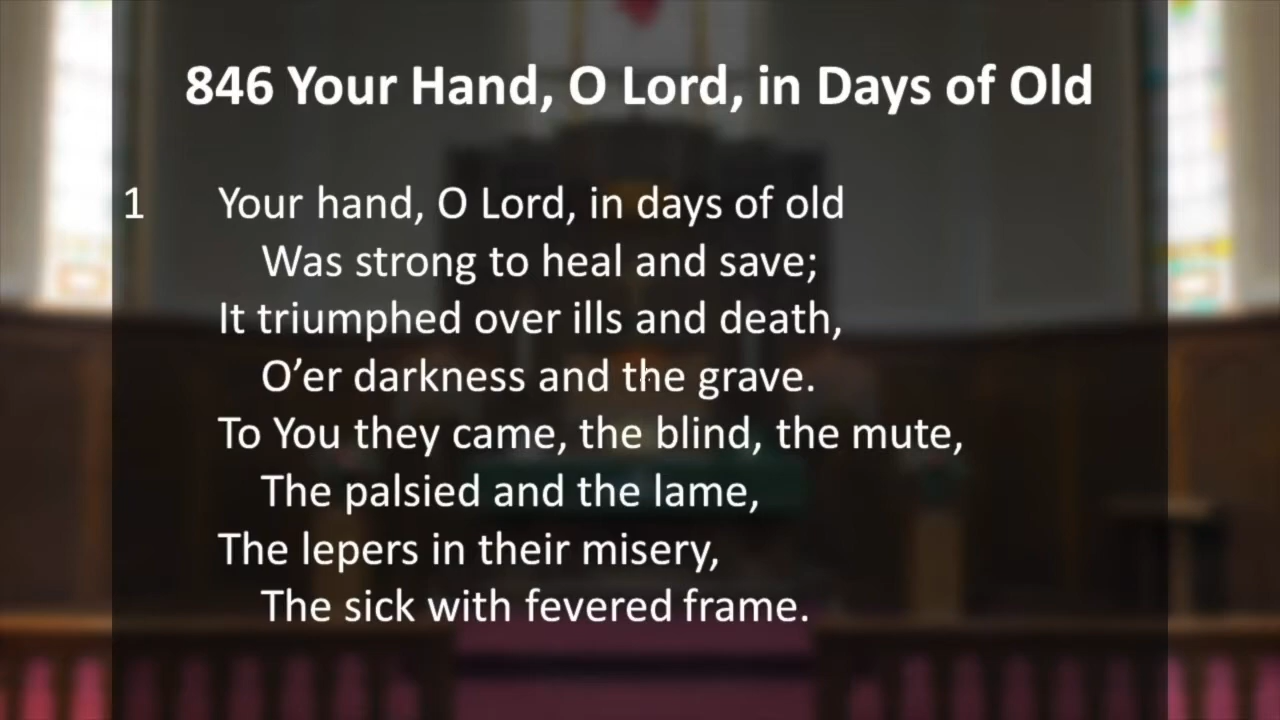 846 Your Hand, O Lord, in Days of Old
1 Your hand, O Lord, in days of old
Was strong to heal and save;
It triumphed over ills and death,
O’er darkness and the grave.
To You they came, the blind, the mute,
The palsied and the lame,
The lepers in their misery,
The sick with fevered frame.